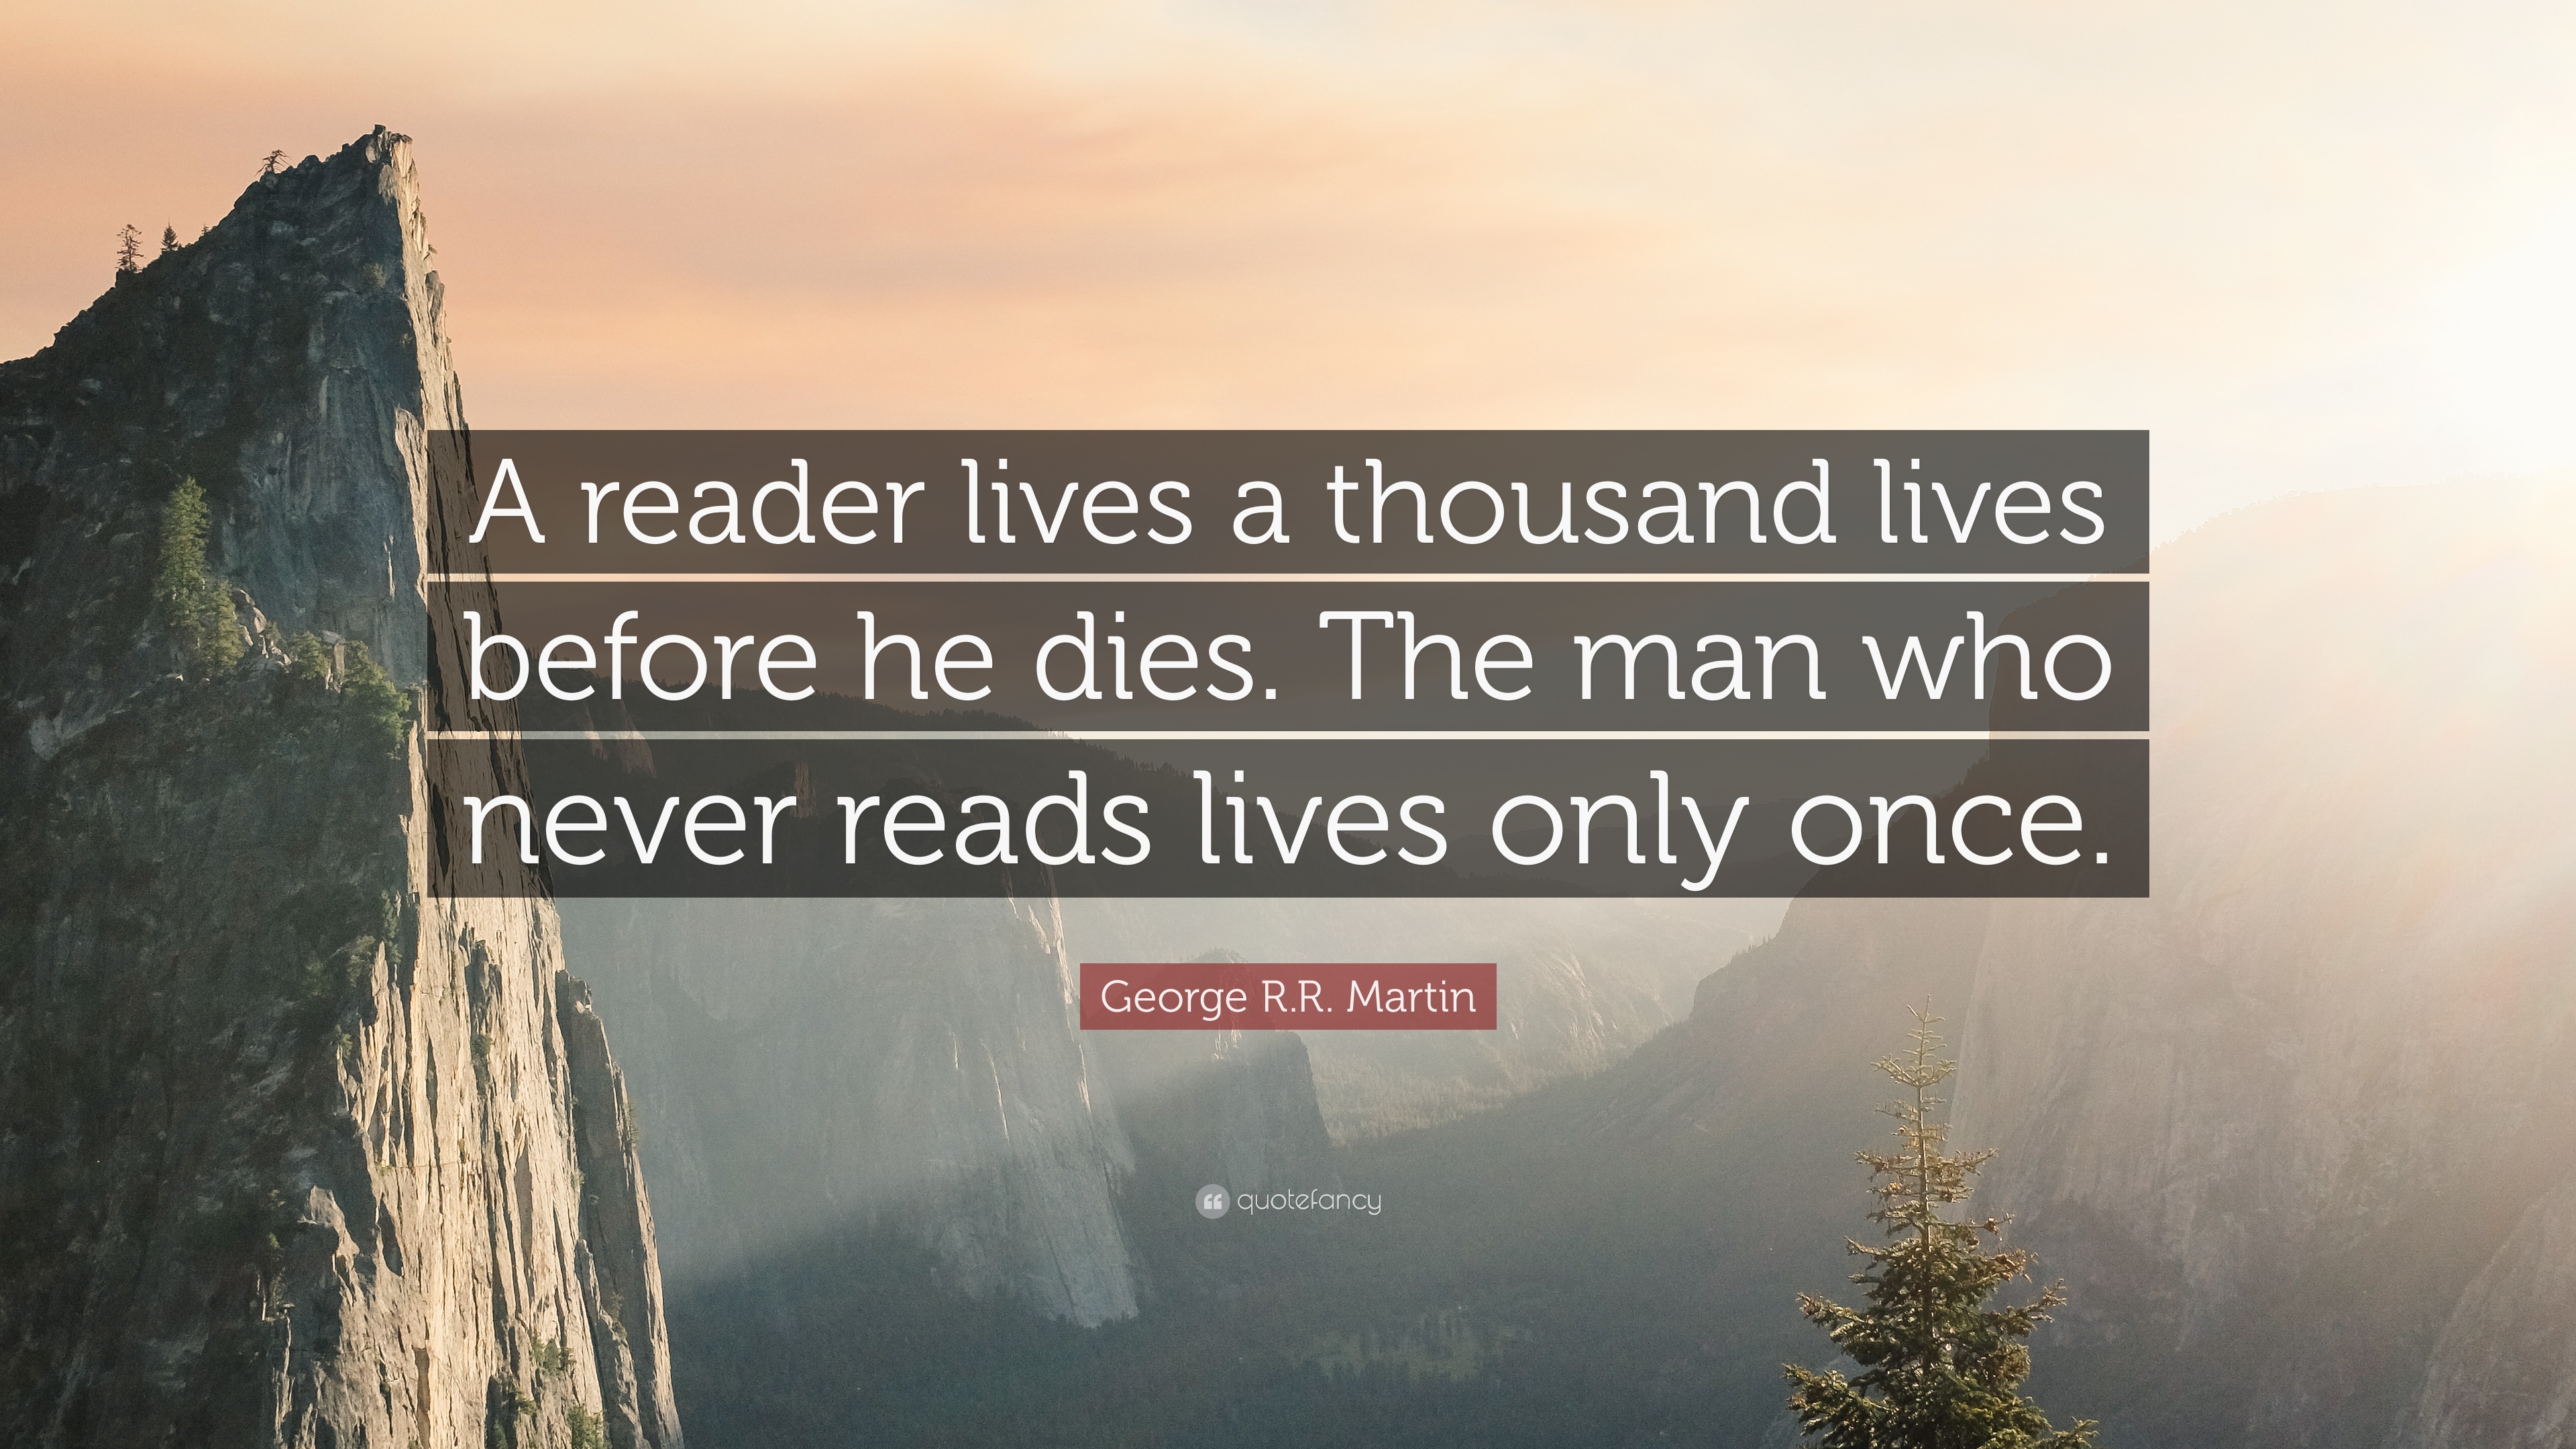 A reader lives a thousand lives
before he dies. The man who
never reads lives only once.
George R.R. Martin
quotefancy